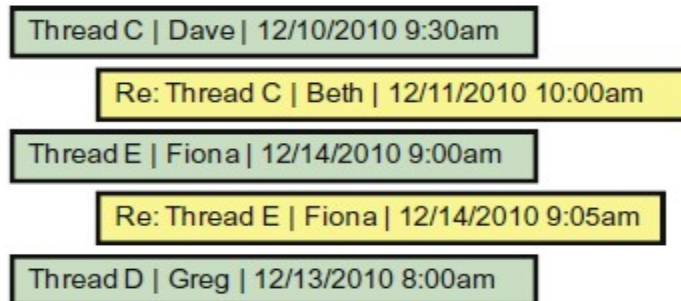 Thread C | Dave | 12/10/2010 9:30am
Re: Thread C | Beth | 12/11/2010 10:00am
Thread E | Fiona | 12/14/2010 9:00am
Re: Thread E | Fiona | 12/14/2010 9:05am
Thread D | Greg | 12/13/2010 8:00am